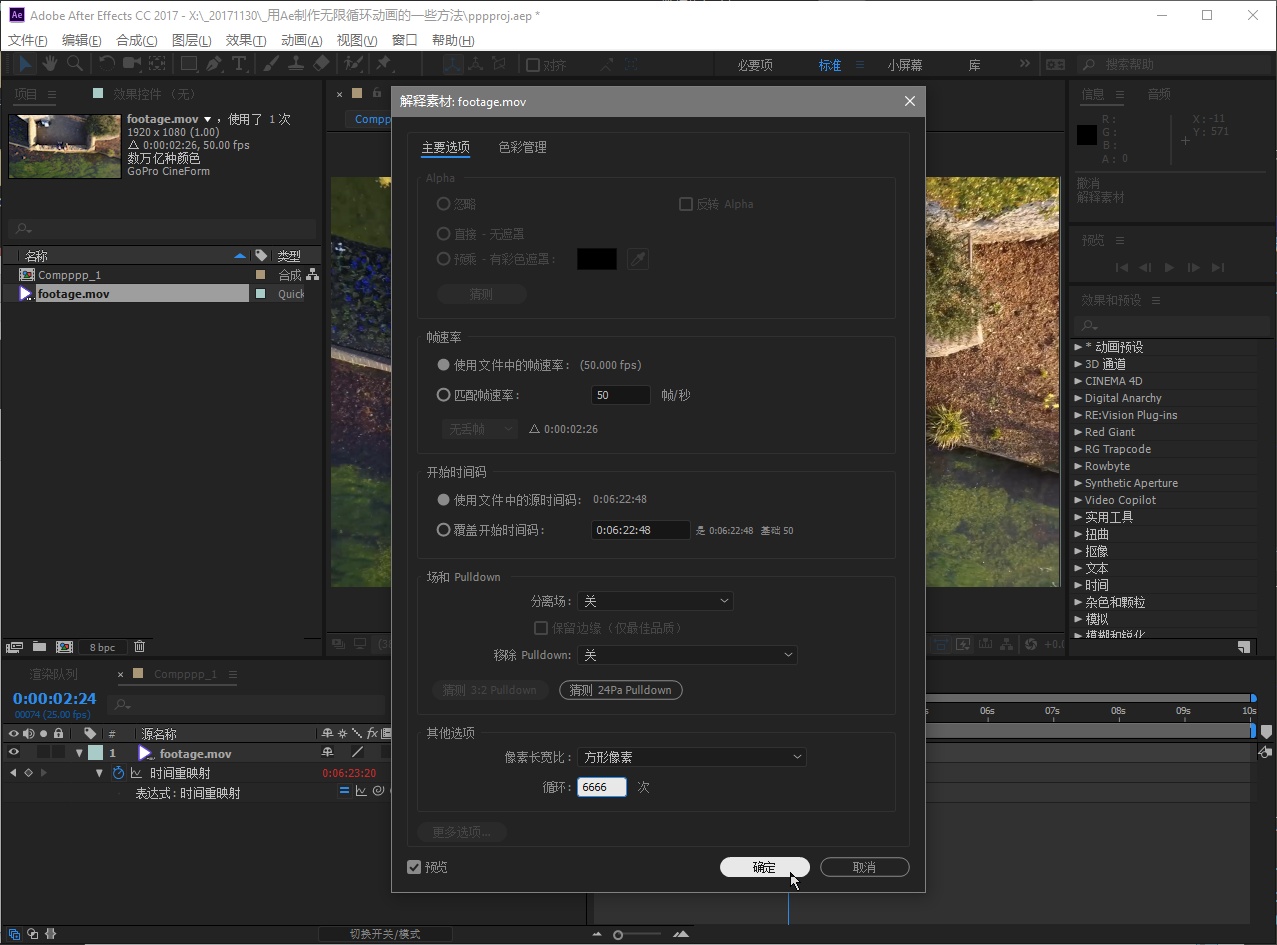 Ae Adobe After Effects CC 2017 - X:\_20171130\_用Ae制作无限循环动画的一些方法\ppproj.aep *
文件(F) 编辑(E) 合成(C) 图层(L) 效果(T) 动画(A) 视图(V) 窗口 帮助(H)
对齐 必要项 标准 小屏幕 库 搜索帮助
项目 效果控件 (无)
footage.mov ，使用了 1 次
1920 x 1080 (1.00)
△ 0:00:02:26, 50.00 fps
数万亿种颜色
GoPro CineForm
名称 类型
Compppp_1 合成
footage.mov Quick
8 bpc
Compp
解释素材: footage.mov
主要选项 色彩管理
Alpha
忽略 反转 Alpha
直接 - 无遮罩
预乘 - 有彩色遮罩:
猜测
帧速率
使用文件中的帧速率: (50.000 fps)
匹配帧速率: 50 帧/秒
无丢帧 △ 0:00:02:26
开始时间码
使用文件中的源时间码: 0:06:22:48
覆盖开始时间码: 0:06:22:48 是 0:06:22:48 基础 50
场和 Pulldown
分离场: 关
保留边缘 (仅最佳品质)
移除 Pulldown: 关
猜测 3:2 Pulldown 猜测 24Pa Pulldown
其他选项
像素长宽比: 方形像素
循环: 6666 次
更多选项...
预览 确定 取消
信息 音频
R :
G :
B :
A : 0
X : -11
Y : 571
撤消
解释素材
预览
效果和预设
* 动画预设
3D 通道
CINEMA 4D
Digital Anarchy
RE:Vision Plug-ins
Red Giant
RG Trapcode
Rowbyte
Synthetic Aperture
Video Copilot
实用工具
扭曲
抠像
文本
时间
杂色和颗粒
模拟
模糊和锐化
+0.0
渲染队列 Compppp_1
0:00:02:24
00074 (25.00 fps)
# 源名称 fx
1 footage.mov
时间重映射 0:06:23:20
表达式: 时间重映射
06s 07s 08s 09s 10s
切换开关/模式